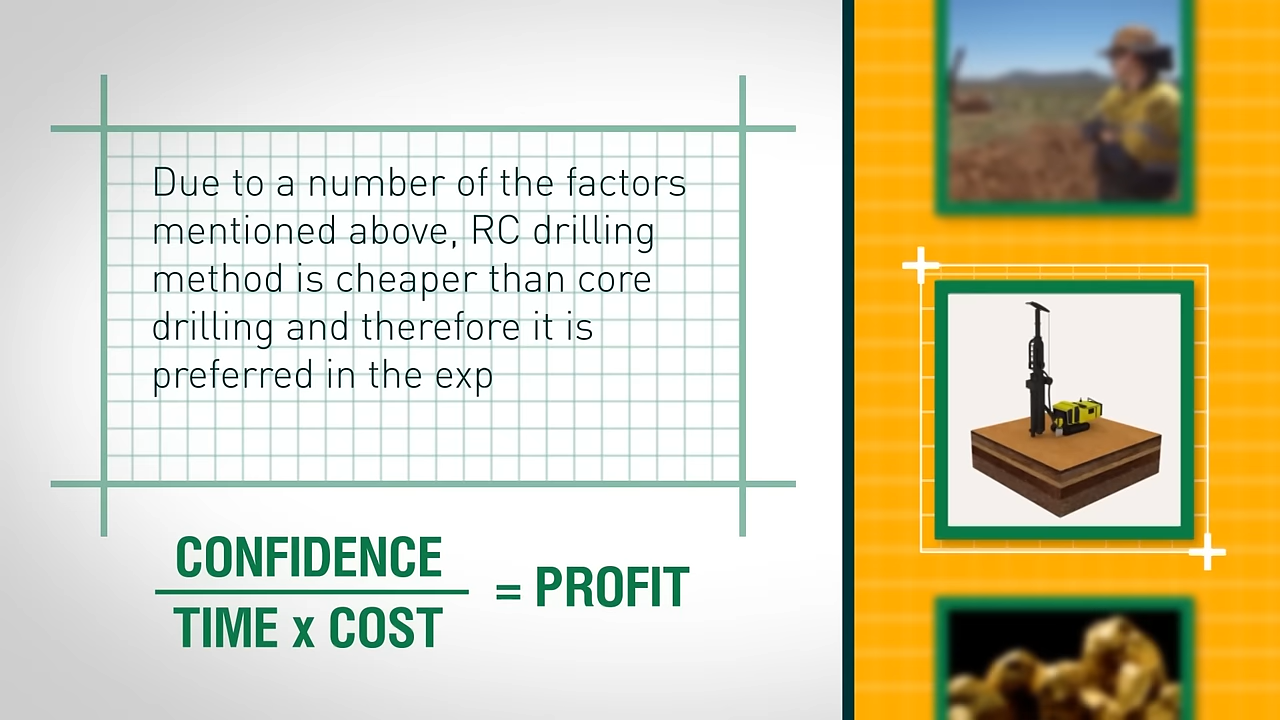 Due to a number of the factors
mentioned above, RC drilling
method is cheaper than core
drilling and therefore it is
preferred in the exp
CONFIDENCE
TIME x COST
= PROFIT